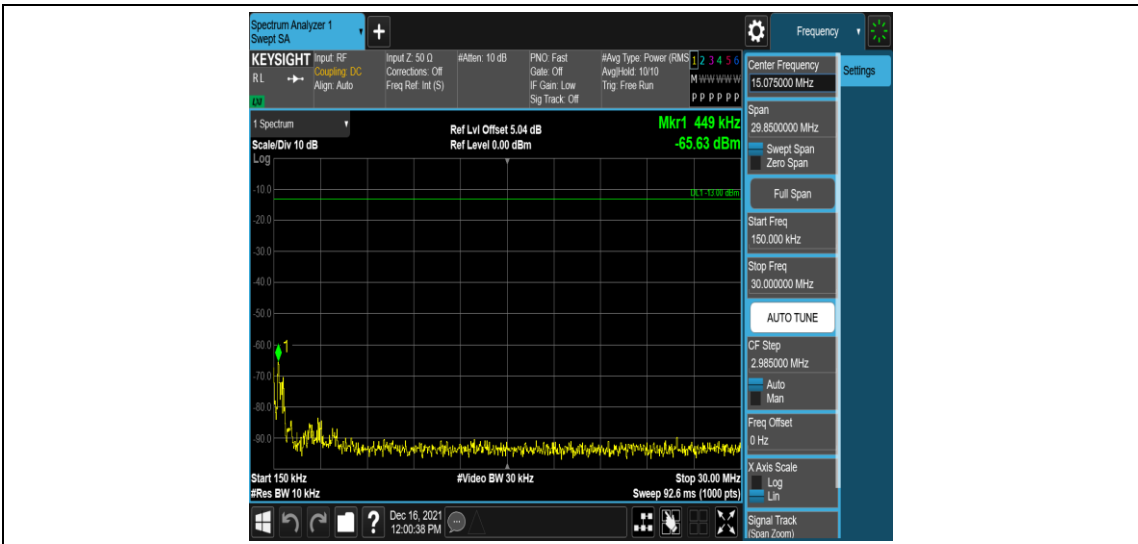 Spectrum Analyzer 1
Swept SA
+
Frequency
KEYSIGHT
RL
LXI
Input: RF
Coupling: DC
Align: Auto
Input Z: 50 Ω
Corrections: Off
Freq Ref: Int (S)
#Atten: 10 dB
PNO: Fast
Gate: Off
IF Gain: Low
Sig Track: Off
#Avg Type: Power (RMS
Avg|Hold: 10/10
Trig: Free Run
1 2 3 4 5 6
M W W W W W
P P P P P P
Center Frequency
15.075000 MHz
Settings
Span
29.8500000 MHz
Swept Span
Zero Span
Full Span
Start Freq
150.000 kHz
Stop Freq
30.000000 MHz
AUTO TUNE
CF Step
2.985000 MHz
Auto
Man
Freq Offset
0 Hz
X Axis Scale
Log
Lin
Signal Track
(Span Zoom)
1 Spectrum
Scale/Div 10 dB
Ref Lvl Offset 5.04 dB
Ref Level 0.00 dBm
Mkr1 449 kHz
-65.63 dBm
Log
DL1 -13.00 dBm
-10.0
-20.0
-30.0
-40.0
-50.0
-60.0
1
-70.0
-80.0
-90.0
Start 150 kHz
#Video BW 30 kHz
Stop 30.00 MHz
#Res BW 10 kHz
Sweep 92.6 ms (1000 pts)
?
Dec 16, 2021
12:00:38 PM